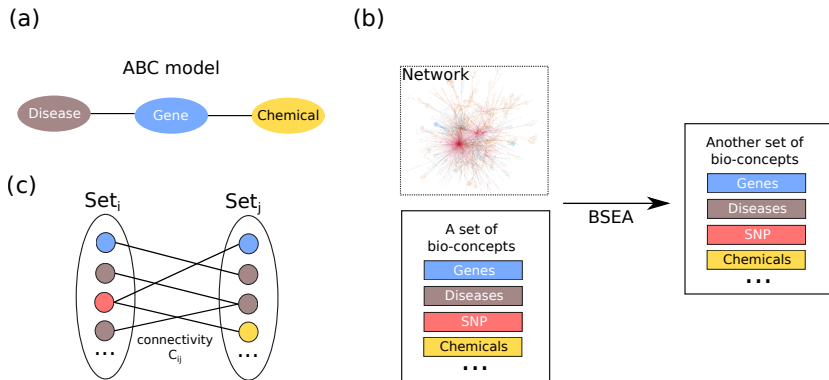 (a)
ABC model
Disease
Gene
Chemical
(b)
Network
A set of
bio-concepts
Genes
Diseases
SNP
Chemicals
...
BSEA
Another set of
bio-concepts
Genes
Diseases
SNP
Chemicals
...
(c)
Set_i
Set_j
...
...
connectivity
C_ij